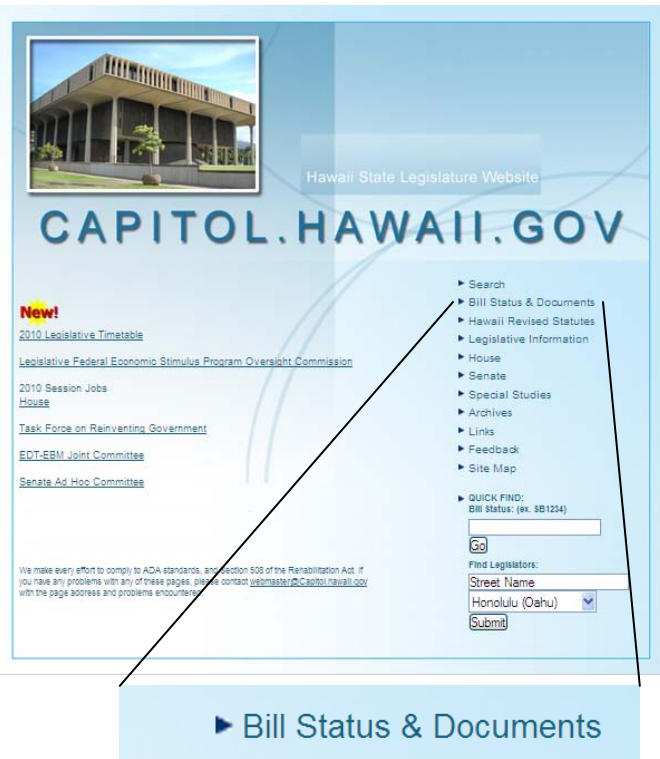 Hawaii State Legislature Website
CAPITOL.HAWAII.GOV
New!
2010 Legislative Timetable
Legislative Federal Economic Stimulus Program Oversight Commission
2010 Session Jobs
House
Task Force on Reinventing Government
EDT-EBM Joint Committee
Senate Ad Hoc Committee
We make every effort to comply to ADA standards, and Section 508 of the Rehabilitation Act. If
you have any problems with any of these pages, please contact webmaster@Capitol.hawaii.gov
with the page address and problems encountered.
Search
Bill Status & Documents
Hawaii Revised Statutes
Legislative Information
House
Senate
Special Studies
Archives
Links
Feedback
Site Map
QUICK FIND:
Bill Status: (ex. SB1234)
Go
Find Legislators:
Street Name
Honolulu (Oahu)
Submit
Bill Status & Documents